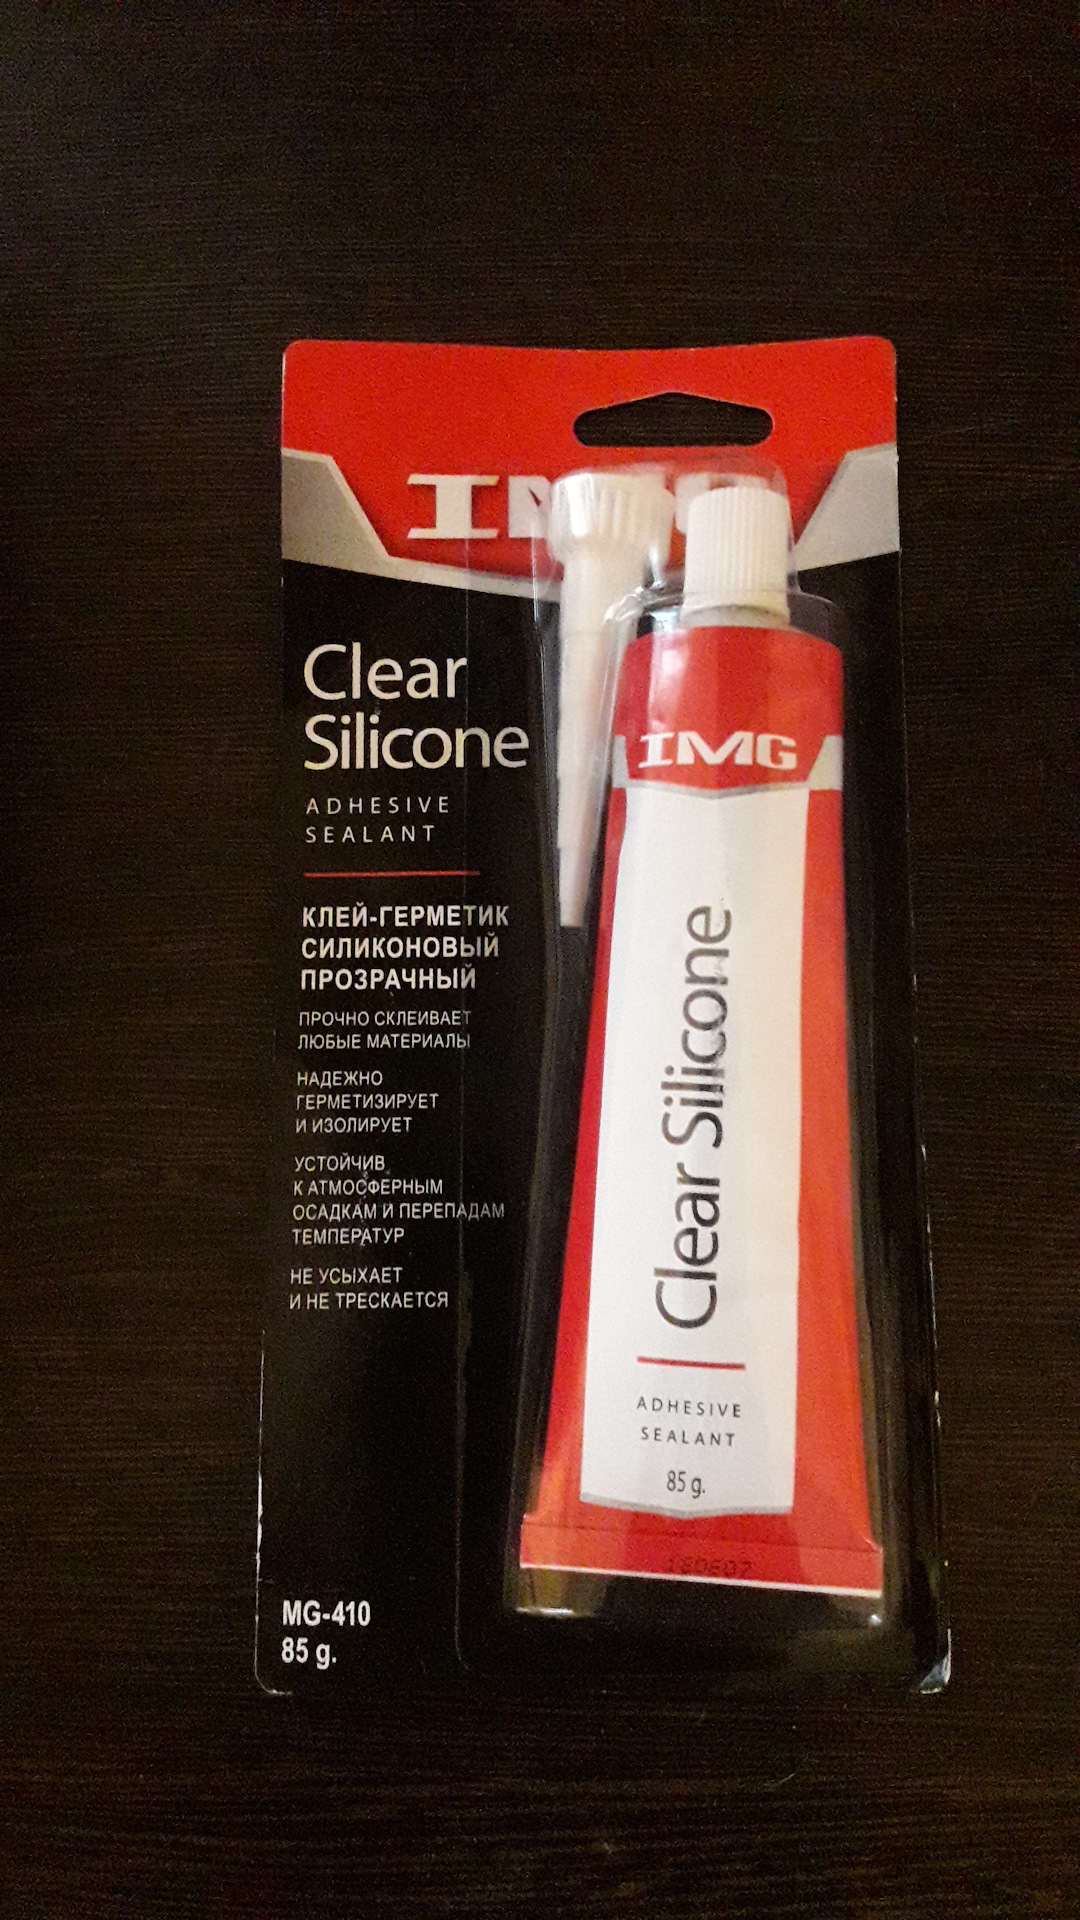 Clear
Silicone
ADHESIVE
SEALANT
КЛЕЙ-ГЕРМЕТИК
СИЛИКОНОВЫЙ
ПРОЗРАЧНЫЙ
ПРОЧНО СКЛЕИВАЕТ
ЛЮБЫЕ МАТЕРИАЛЫ
НАДЕЖНО
ГЕРМЕТИЗИРУЕТ
И ИЗОЛИРУЕТ
УСТОЙЧИВ
К АТМОСФЕРНЫМ
ОСАДКАМ И ПЕРЕПАДАМ
ТЕМПЕРАТУР
НЕ УСЫХАЕТ
И НЕ ТРЕСКАЕТСЯ
MG-410
85 g.
IMG
Clear Silicone
ADHESIVE
SEALANT
85 g.